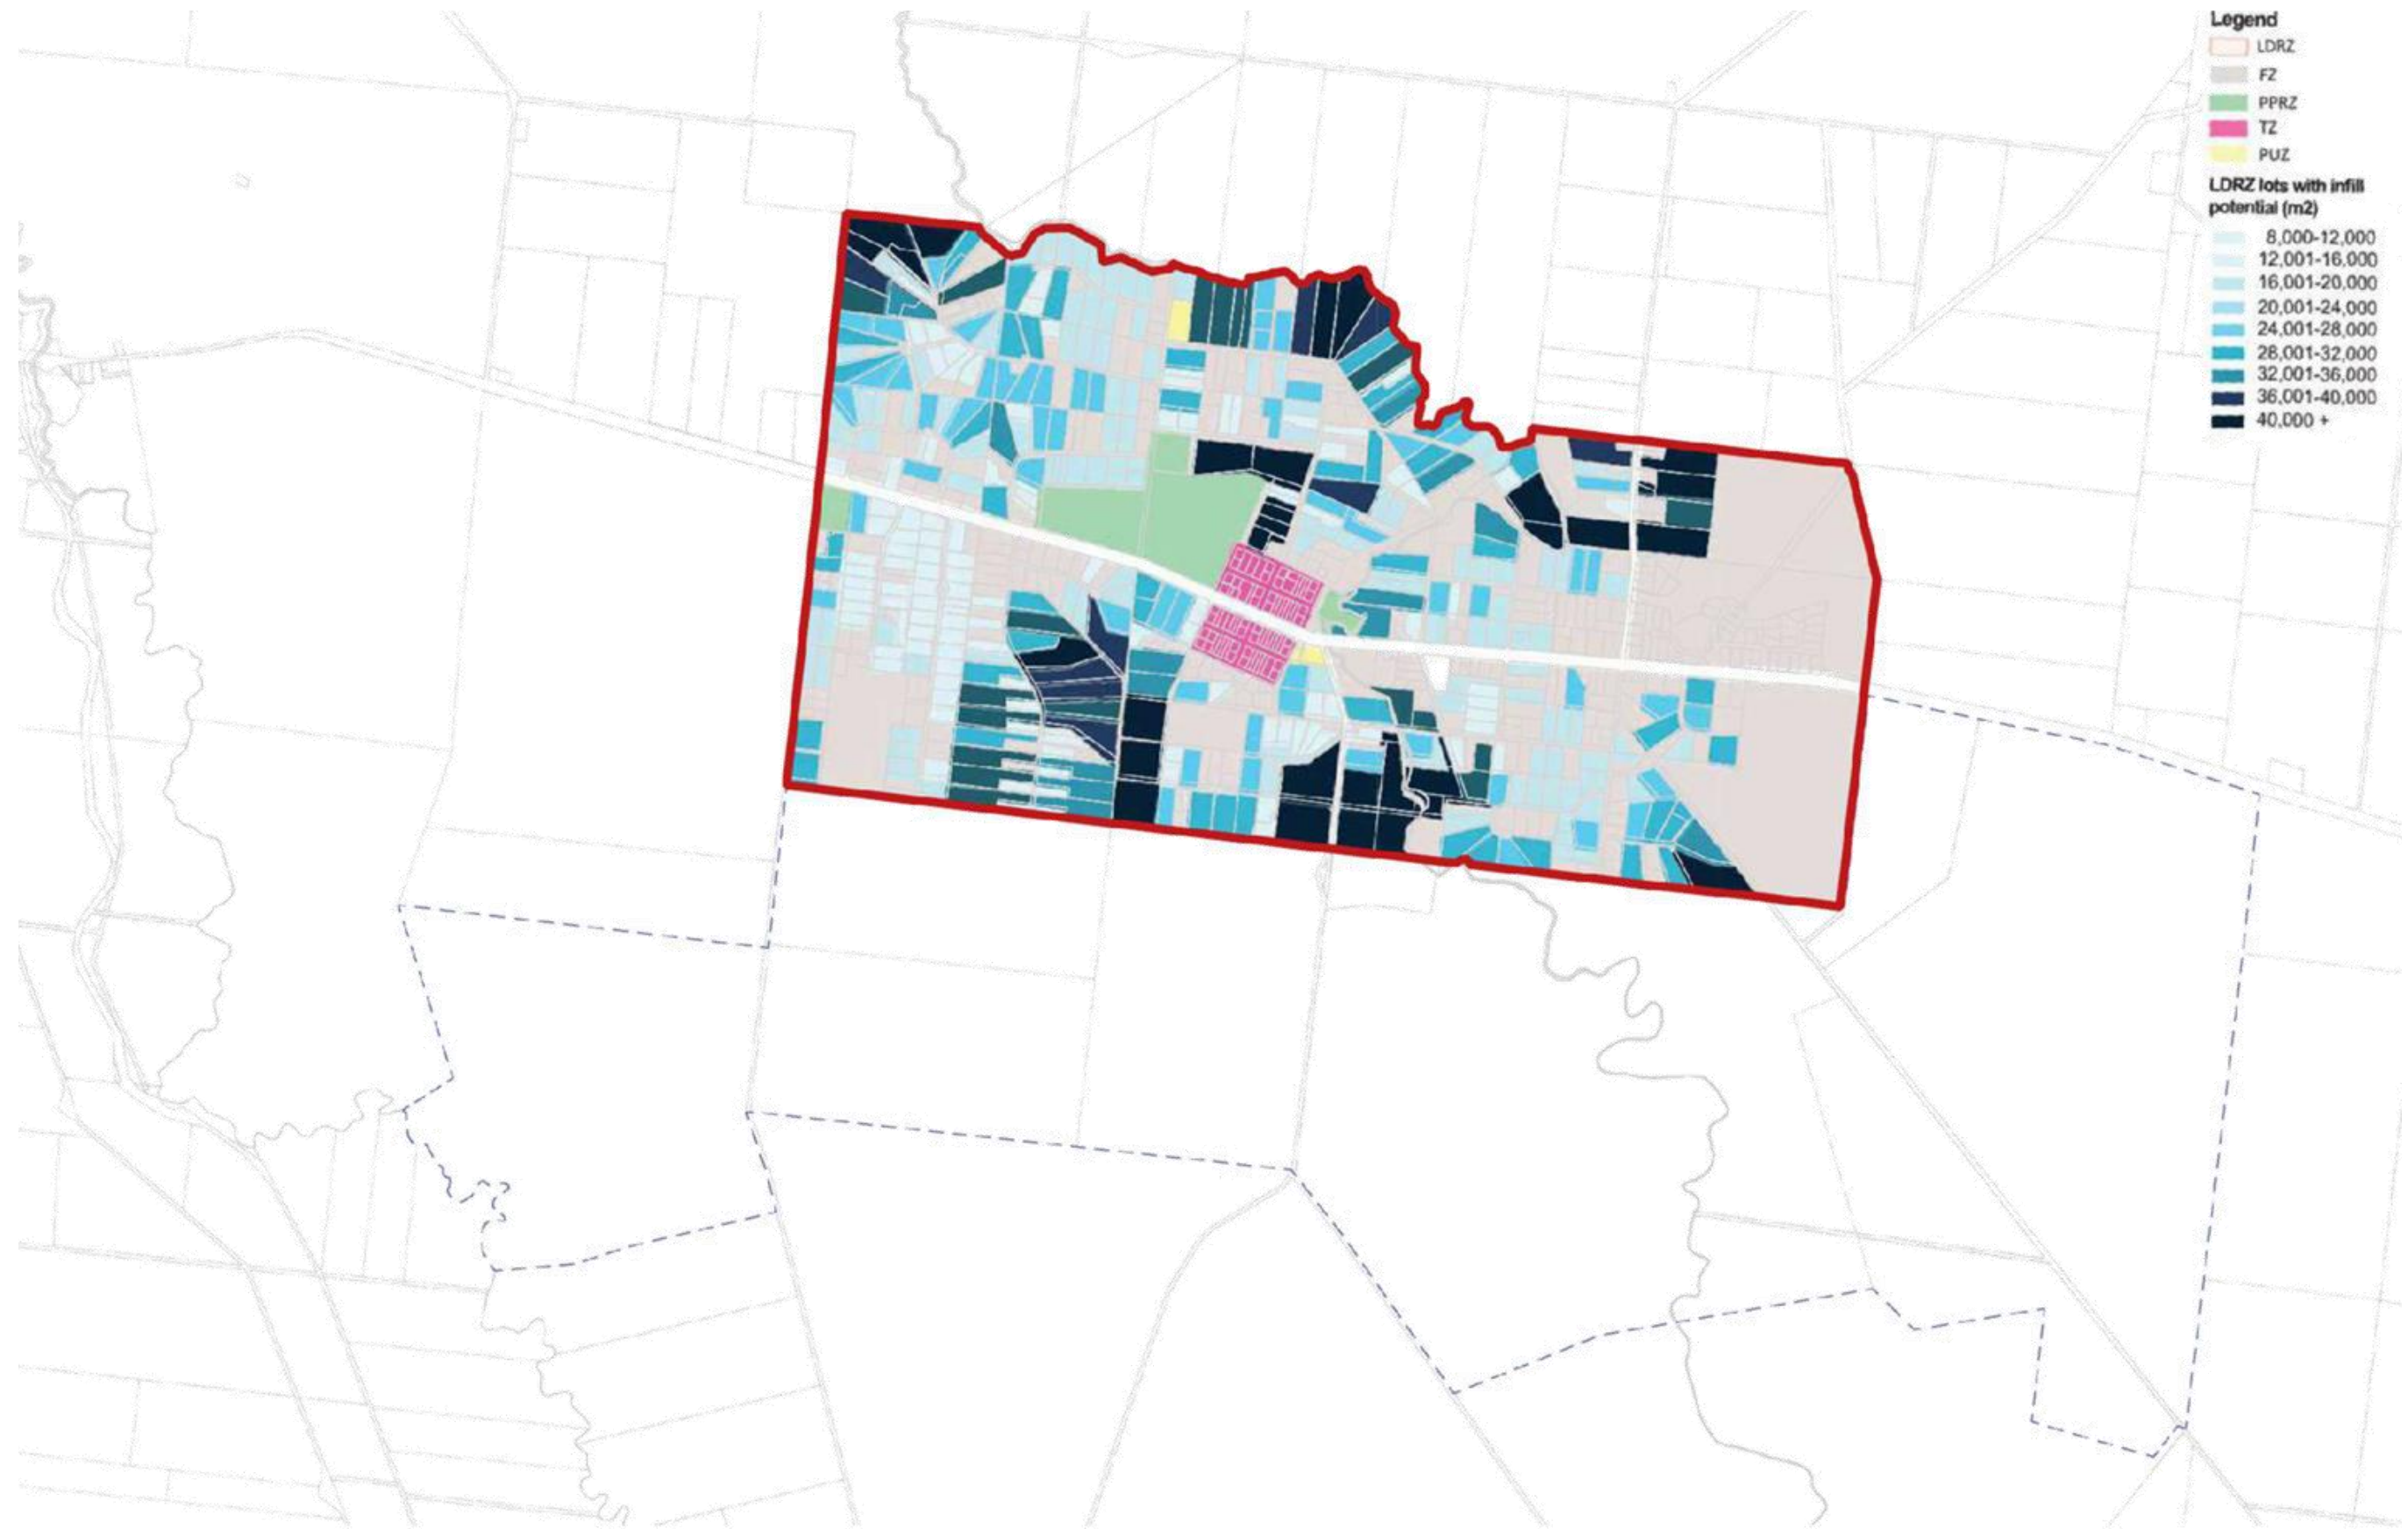 Legend
LDRZ
FZ
PPRZ
TZ
PUZ
LDRZ lots with infill
potential (m2)
8,000-12,000
12,001-16,000
16,001-20,000
20,001-24,000
24,001-28,000
28,001-32,000
32,001-36,000
36,001-40,000
40,000 +